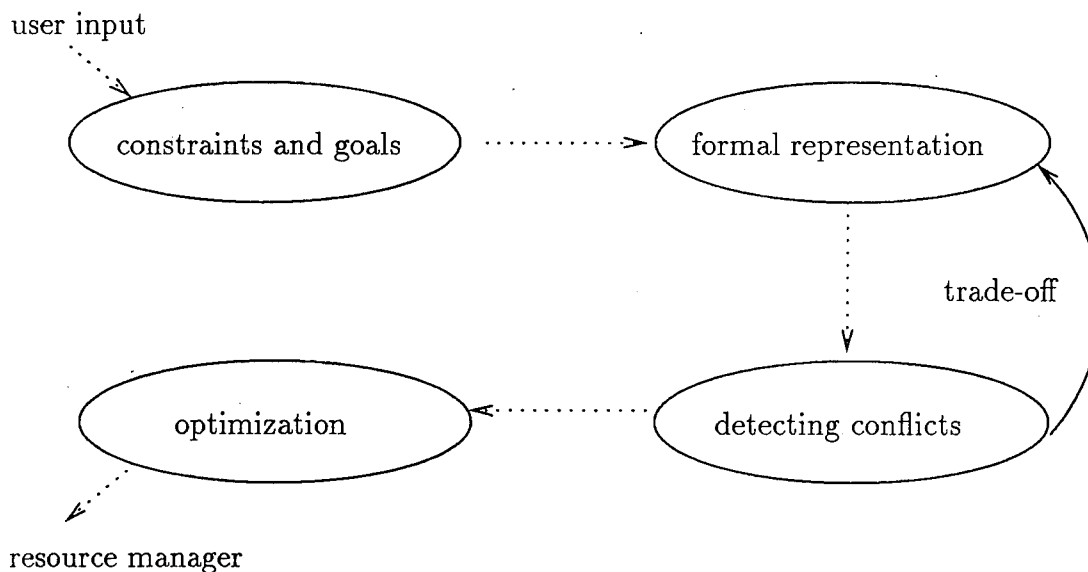 user input
constraints and goals
formal representation
trade-off
optimization
detecting conflicts
resource manager